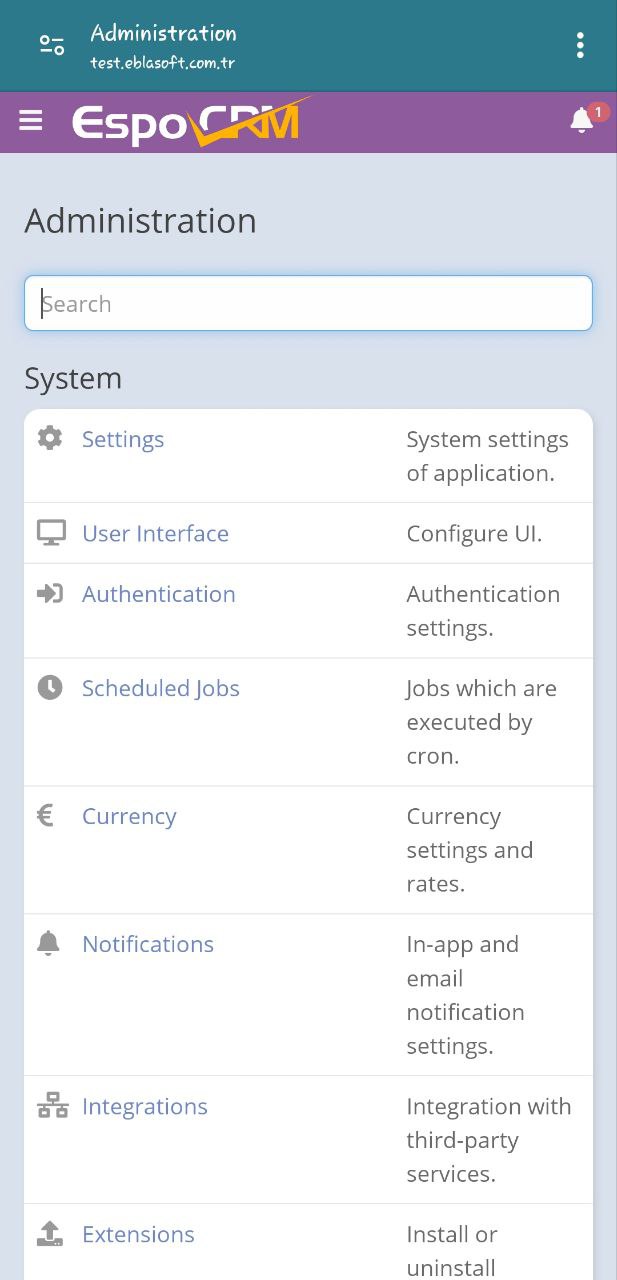 Administration
test.eblasoft.com.tr
EspoCRM
1
Administration
Search
System
Settings
System settings
of application.
User Interface
Configure UI.
Authentication
Authentication
settings.
Scheduled Jobs
Jobs which are
executed by
cron.
Currency
Currency
settings and
rates.
Notifications
In-app and
email
notification
settings.
Integrations
Integration with
third-party
services.
Extensions
Install or
uninstall